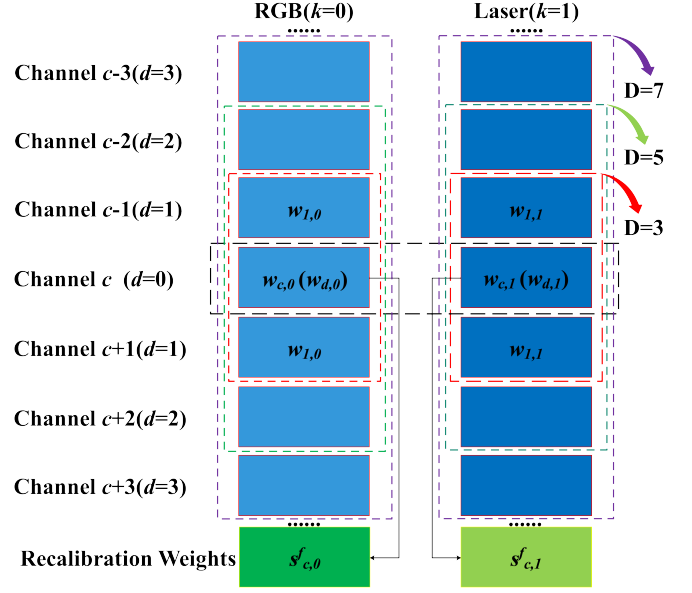 RGB(k=0) Laser(k=1)
...... ......
Channel c-3(d=3) D=7
Channel c-2(d=2) D=5
Channel c-1(d=1) w1,0 w1,1 D=3
Channel c (d=0) wc,0 (wd,0) wc,1 (wd,1)
Channel c+1(d=1) w1,0 w1,1
Channel c+2(d=2)
Channel c+3(d=3)
...... ......
Recalibration Weights s^f_c,0 s^f_c,1